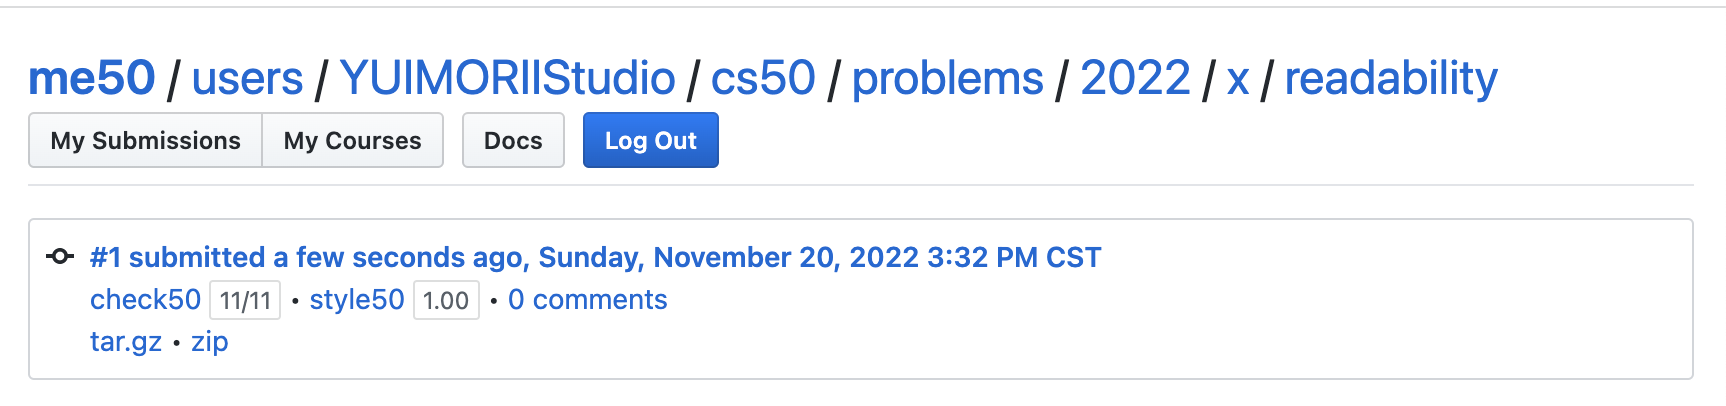 me50 / users / YUIMORIIStudio / cs50 / problems / 2022 / x / readability
My Submissions My Courses Docs Log Out
#1 submitted a few seconds ago, Sunday, November 20, 2022 3:32 PM CST
check50 11/11 • style50 1.00 • 0 comments
tar.gz • zip